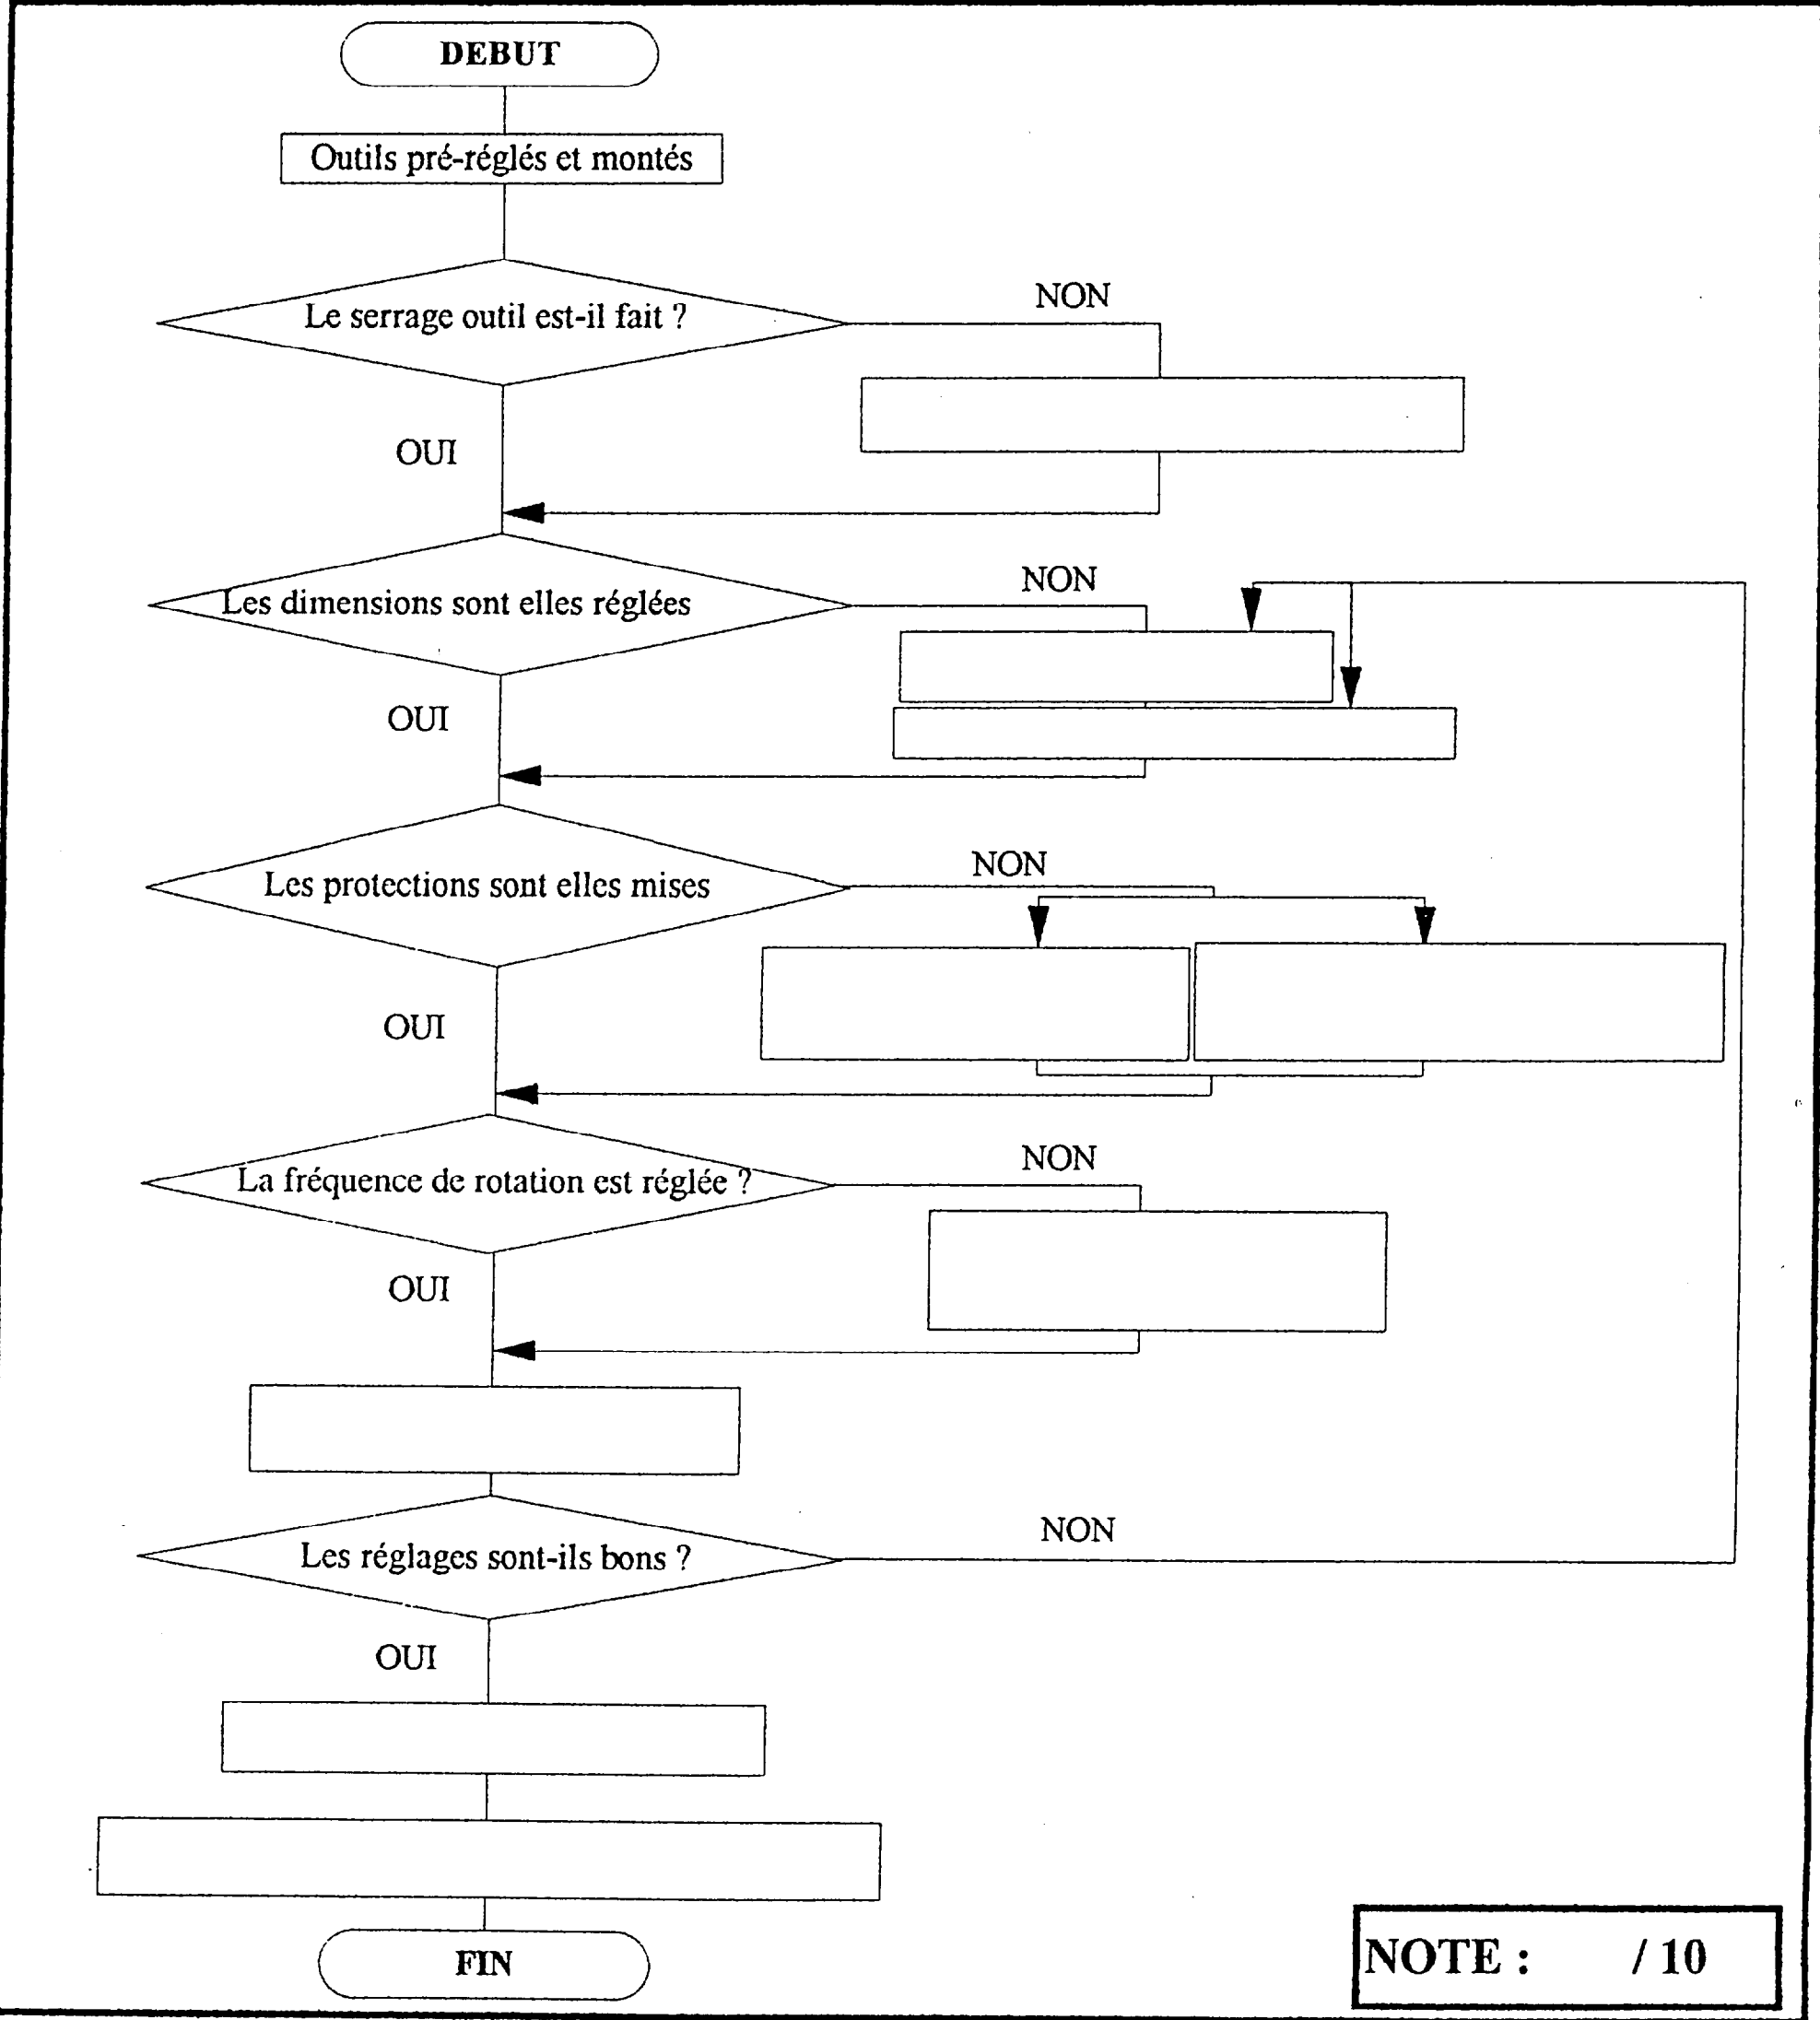 DEBUT
Outils pré-réglés et montés
Le serrage outil est-il fait ?
NON
OUI
Les dimensions sont elles réglées
NON
OUI
Les protections sont elles mises
NON
OUI
La fréquence de rotation est réglée ?
NON
OUI
Les réglages sont-ils bons ?
NON
OUI
FIN
NOTE : / 10